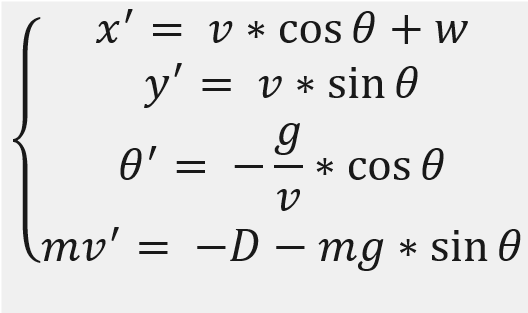 x′ = v ∗ cos θ + w
y′ = v ∗ sin θ
θ′ = − g/v ∗ cos θ
mv′ = −D − mg ∗ sin θ